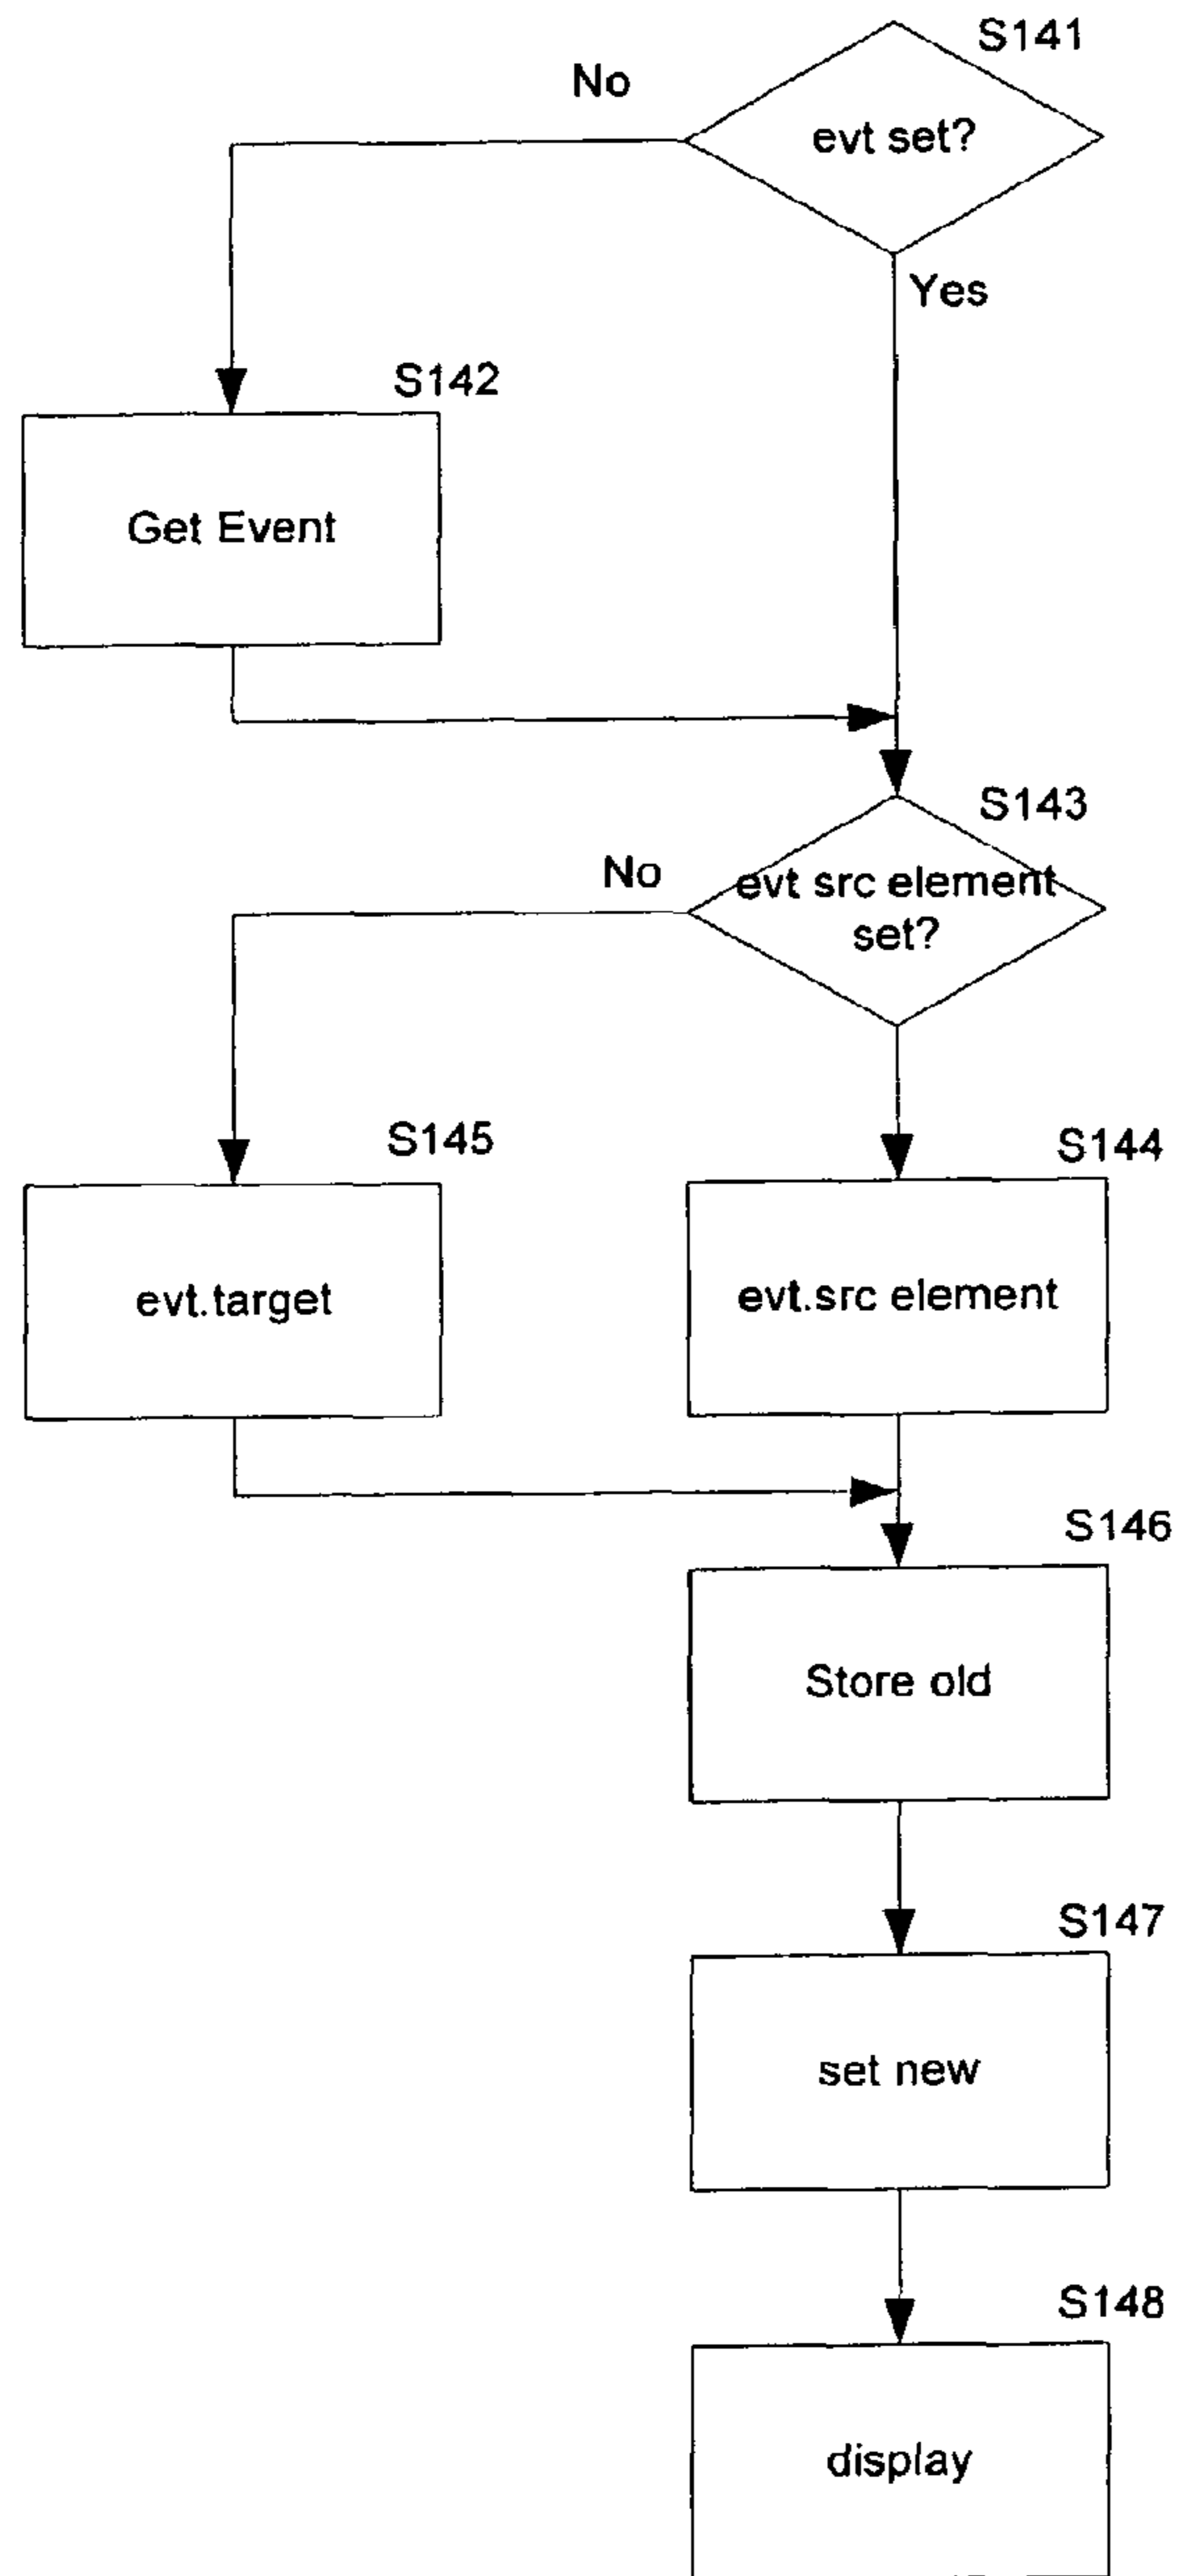 S141
No
evt set?
Yes
S142
Get Event
S143
No
evt src element
set?
S145
S144
evt.target
evt.src element
S146
Store old
S147
set new
S148
display